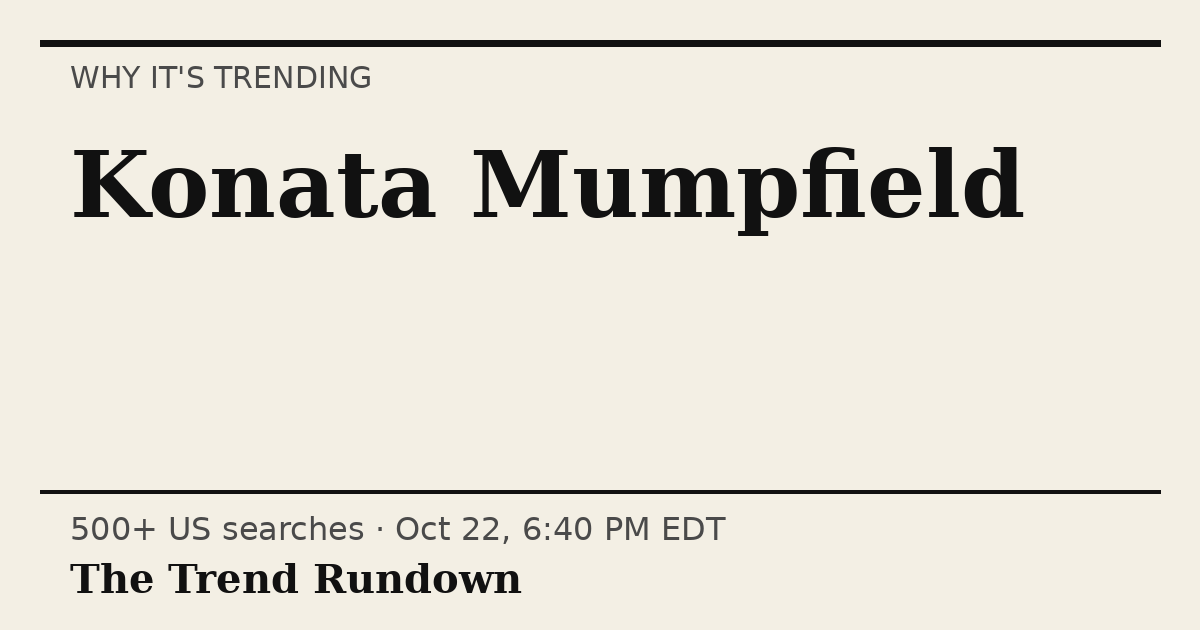 WHY IT'S TRENDING
Konata Mumpfield
500+ US searches · Oct 22, 6:40 PM EDT
The Trend Rundown